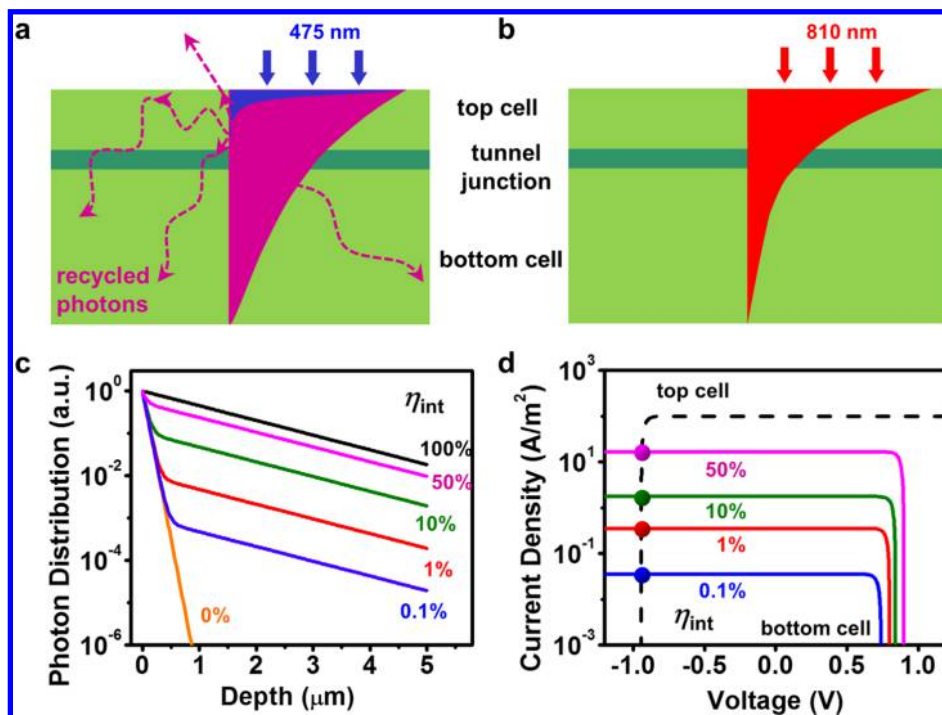 a
475 nm
top cell
tunnel
junction
bottom cell
recycled
photons
b
810 nm
c
Photon Distribution (a.u.)
10^0
10^-2
10^-4
10^-6
η_int
100%
50%
10%
1%
0.1%
0%
0 1 2 3 4 5
Depth (μm)
d
Current Density (A/m²)
10^3
10^1
10^-1
10^-3
top cell
50%
10%
1%
0.1%
η_int
bottom cell
-1.0 -0.5 0.0 0.5 1.0
Voltage (V)